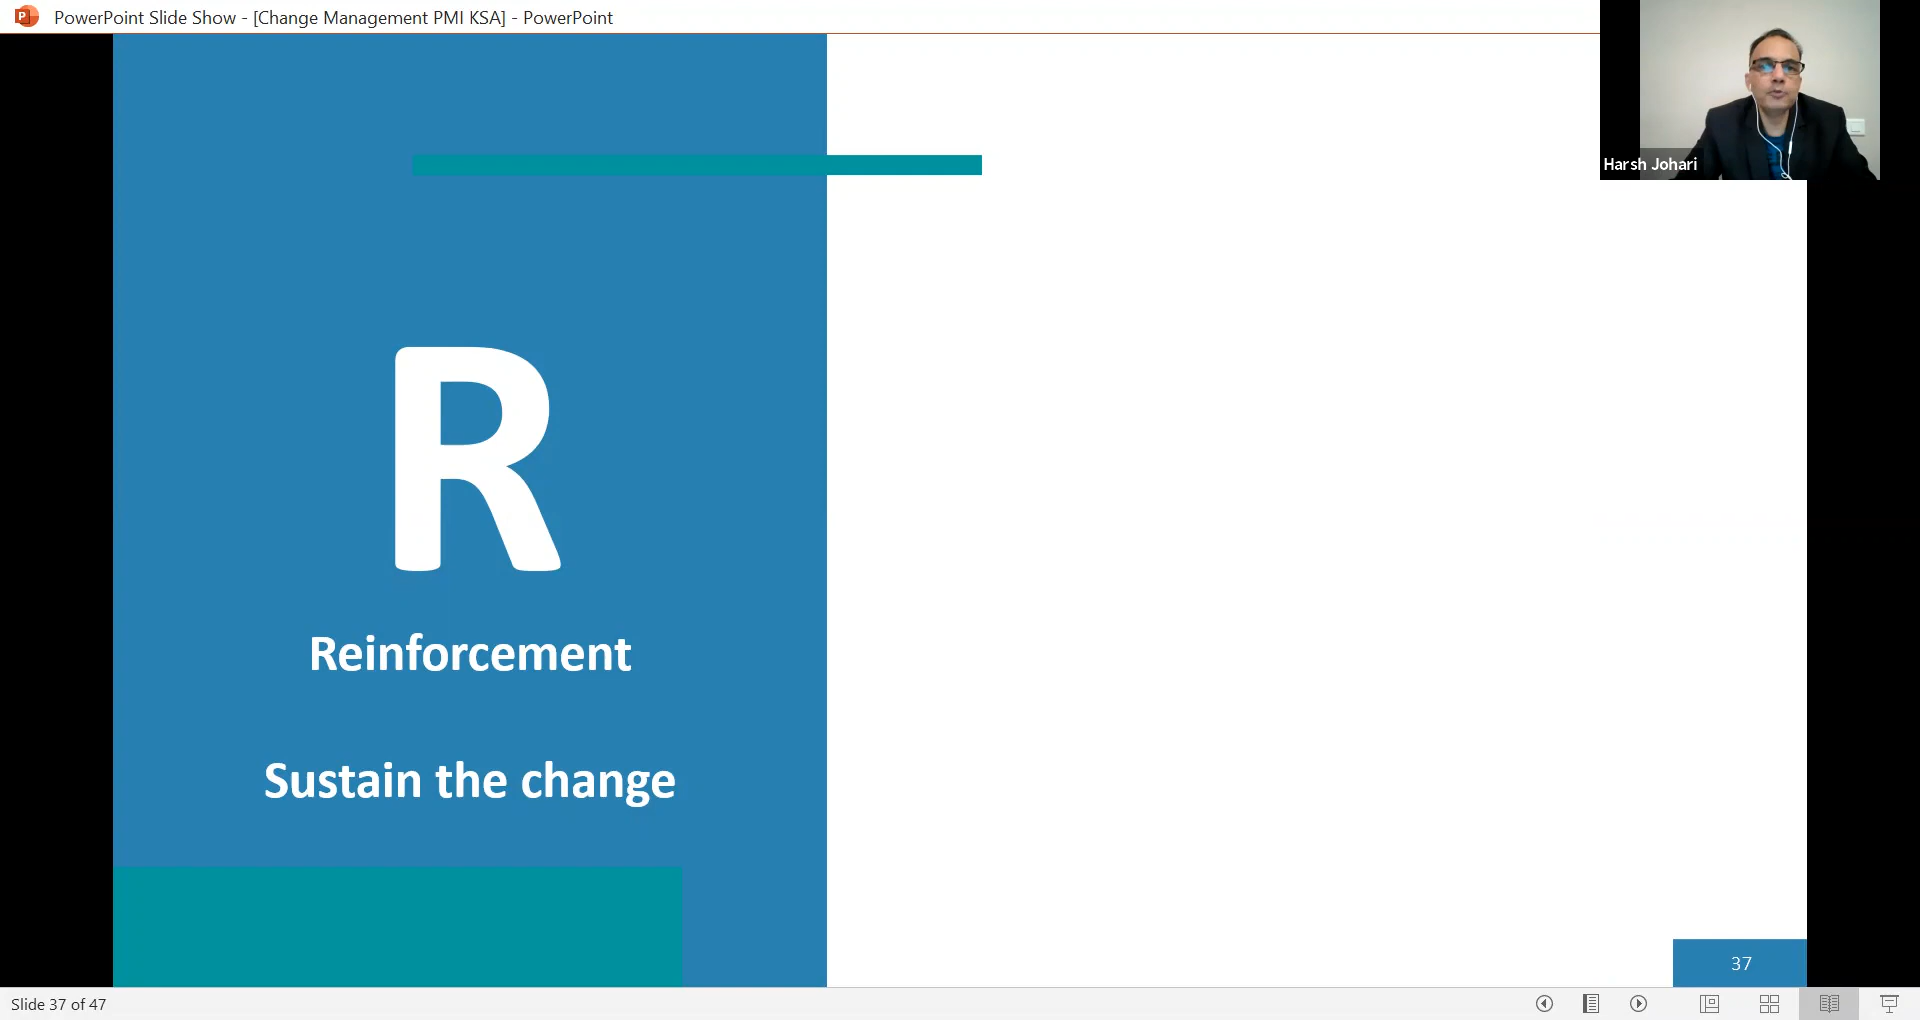 PowerPoint Slide Show - [Change Management PMI KSA] - PowerPoint
Harsh Johari
R
Reinforcement
Sustain the change
37
Slide 37 of 47